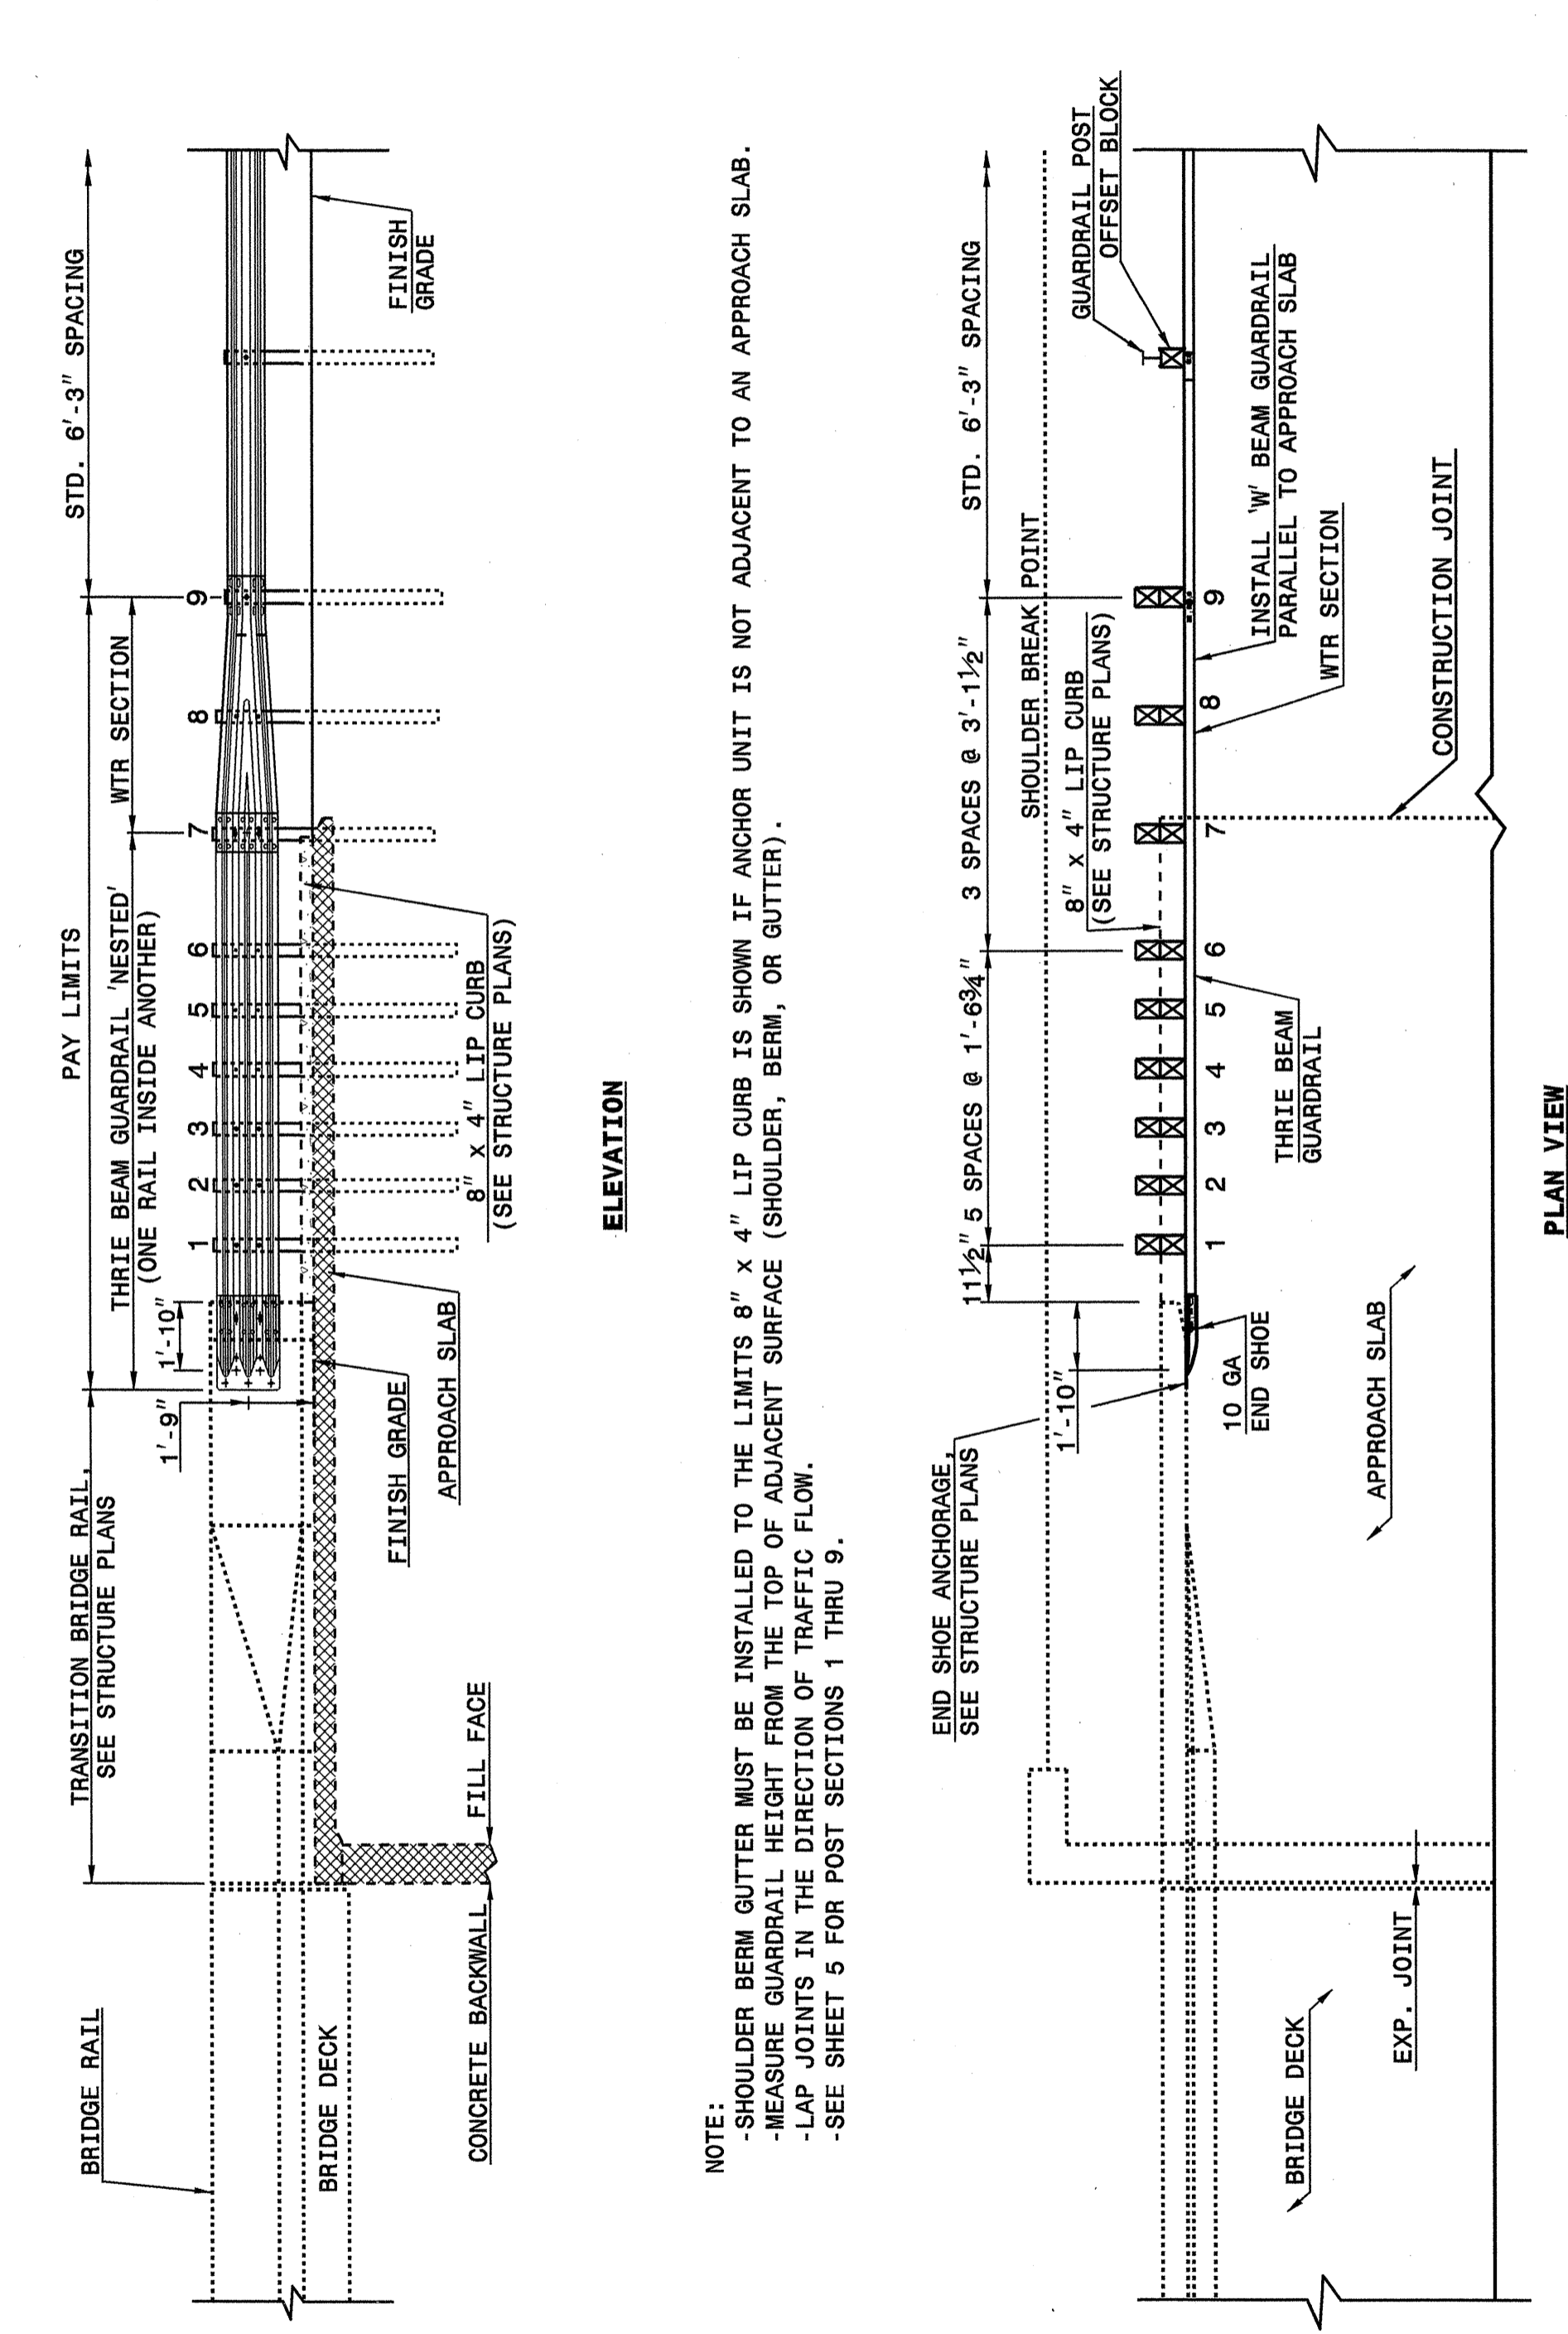 BRIDGE RAIL
TRANSITION BRIDGE RAIL,
SEE STRUCTURE PLANS
PAY LIMITS
STD. 6'-3" SPACING
THRIE BEAM GUARDRAIL 'NESTED'
(ONE RAIL INSIDE ANOTHER)
WTR SECTION
1'-9"
1'-10"
1
2
3
4
5
6
7
8
9
BRIDGE DECK
FINISH GRADE
APPROACH SLAB
FINISH
GRADE
CONCRETE BACKWALL
FILL FACE
8" x 4" LIP CURB
(SEE STRUCTURE PLANS)
ELEVATION
NOTE:
-SHOULDER BERM GUTTER MUST BE INSTALLED TO THE LIMITS 8" x 4" LIP CURB IS SHOWN IF ANCHOR UNIT IS NOT ADJACENT TO AN APPROACH SLAB.
-MEASURE GUARDRAIL HEIGHT FROM THE TOP OF ADJACENT SURFACE (SHOULDER, BERM, OR GUTTER).
-LAP JOINTS IN THE DIRECTION OF TRAFFIC FLOW.
-SEE SHEET 5 FOR POST SECTIONS 1 THRU 9.
END SHOE ANCHORAGE,
SEE STRUCTURE PLANS
11½"
5 SPACES @ 1'-6¾"
3 SPACES @ 3'-1½"
STD. 6'-3" SPACING
SHOULDER BREAK POINT
1'-10"
8" x 4" LIP CURB
(SEE STRUCTURE PLANS)
GUARDRAIL POST
OFFSET BLOCK
1
2
3
4
5
6
7
8
9
10 GA
END SHOE
THRIE BEAM
GUARDRAIL
INSTALL 'W' BEAM GUARDRAIL
PARALLEL TO APPROACH SLAB
WTR SECTION
BRIDGE DECK
EXP. JOINT
APPROACH SLAB
CONSTRUCTION JOINT
PLAN VIEW